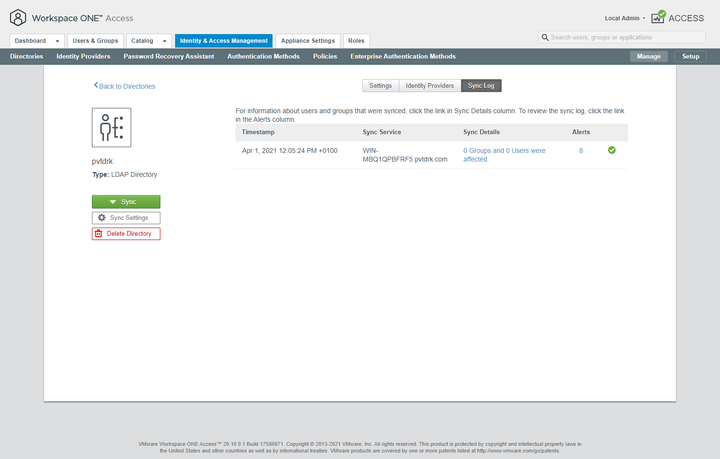 Workspace ONE™ Access
Local Admin
ACCESS
Dashboard
Users & Groups
Catalog
Identity & Access Management
Appliance Settings
Roles
Search users, groups or applications
Directories
Identity Providers
Password Recovery Assistant
Authentication Methods
Policies
Enterprise Authentication Methods
Manage
Setup
Back to Directories
Settings
Identity Providers
Sync Log
For information about users and groups that were synced, click the link in Sync Details column. To review the sync log, click the link
in the Alerts column.
Timestamp
Sync Service
Sync Details
Alerts
Apr 1, 2021 12:05:24 PM +0100
WIN-
MBQ1QPBFRF5.pvtdrk.com
0 Groups and 0 Users were
affected
pvtdrk
Type: LDAP Directory
Sync
Sync Settings
Delete Directory
VMware Workspace ONE Access™ 20.10.0.1 Build Copyright © 2013-2021 VMware, Inc. All rights reserved. This product is protected by copyright and intellectual property laws in
the United States and other countries as well as by international treaties. VMware products are covered by one or more patents listed at http://www.vmware.com/go/patents.